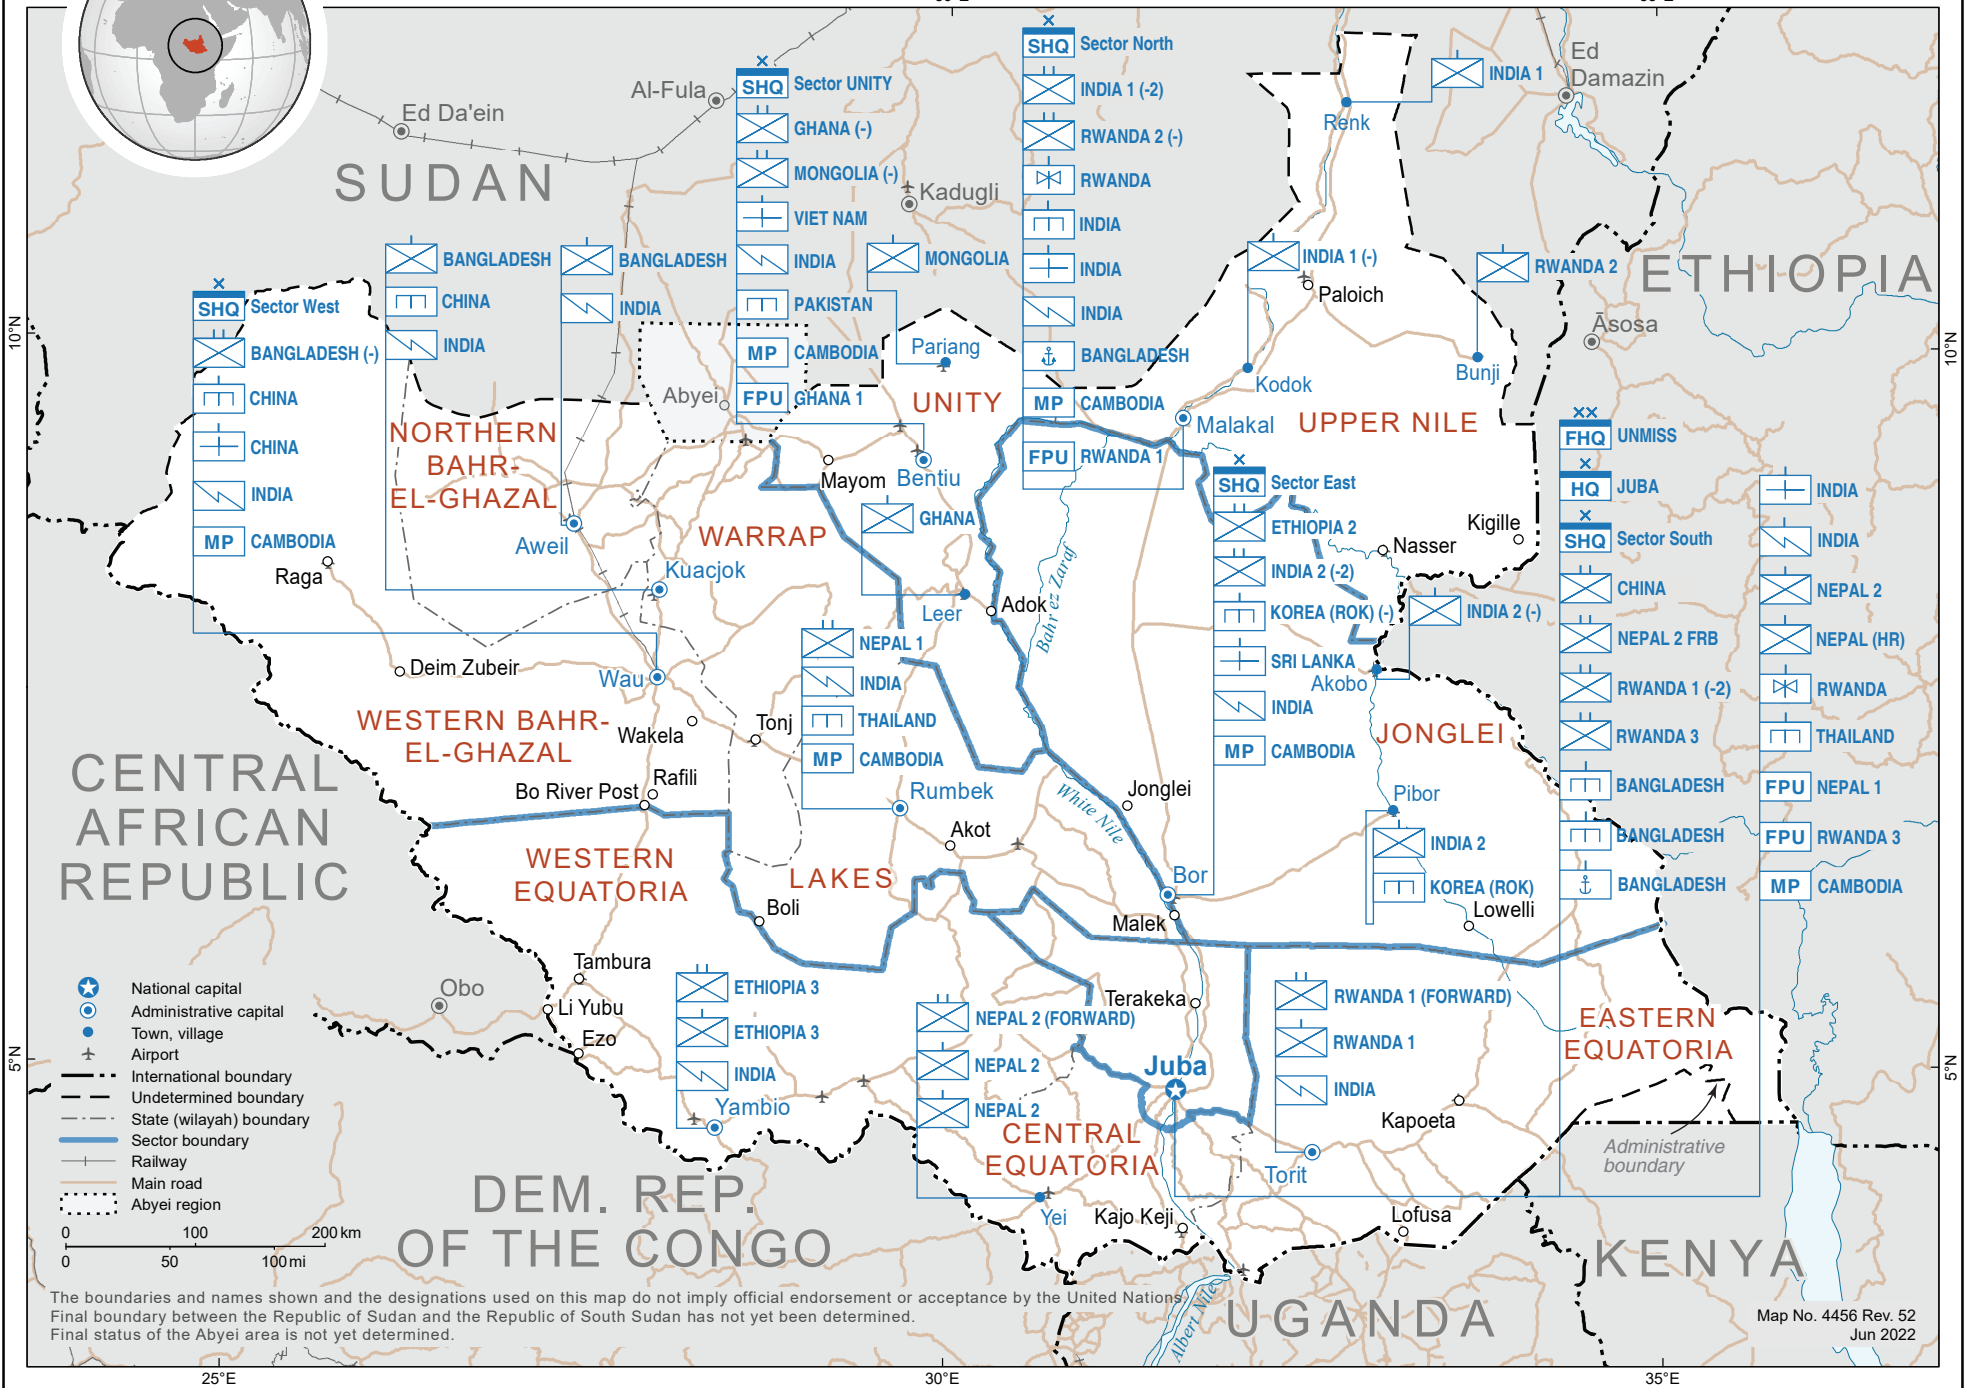 Ed Da'ein
Al-Fula
SUDAN
Kadugli
Ed
Damazin
ETHIOPIA
Āsosa
SHQ Sector UNITY
GHANA (-)
MONGOLIA (-)
VIET NAM
INDIA
PAKISTAN
MP CAMBODIA
FPU GHANA 1
SHQ Sector North
INDIA 1 (-2)
RWANDA 2 (-)
RWANDA
INDIA
INDIA
INDIA
BANGLADESH
MP CAMBODIA
FPU RWANDA 1
INDIA 1
Renk
INDIA 1 (-)
Paloich
RWANDA 2
Bunji
Kodok
Malakal
UPPER NILE
MONGOLIA
Pariang
UNITY
BANGLADESH
CHINA
INDIA
BANGLADESH
INDIA
SHQ Sector West
BANGLADESH (-)
CHINA
CHINA
INDIA
MP CAMBODIA
10°N
10°N
Abyei
NORTHERN
BAHR-
EL-GHAZAL
Mayom
Bentiu
GHANA
WARRAP
Aweil
Kuacjok
Raga
Leer
Adok
Bahr ez Zaraf
SHQ Sector East
ETHIOPIA 2
INDIA 2 (-2)
KOREA (ROK) (-)
SRI LANKA
INDIA
MP CAMBODIA
Kigille
Nasser
INDIA 2 (-)
Akobo
JONGLEI
FHQ UNMISS
HQ JUBA
SHQ Sector South
CHINA
NEPAL 2 FRB
RWANDA 1 (-2)
RWANDA 3
BANGLADESH
BANGLADESH
BANGLADESH
INDIA
INDIA
NEPAL 2
NEPAL (HR)
RWANDA
THAILAND
FPU NEPAL 1
FPU RWANDA 3
MP CAMBODIA
NEPAL 1
INDIA
THAILAND
MP CAMBODIA
Rumbek
Deim Zubeir
Wau
WESTERN BAHR-
EL-GHAZAL
Wakela
Tonj
Rafili
Bo River Post
CENTRAL
AFRICAN
REPUBLIC
WESTERN
EQUATORIA
LAKES
Akot
Boli
White Nile
Jonglei
Pibor
INDIA 2
KOREA (ROK)
Lowelli
Bor
Malek
Tambura
Li Yubu
Ezo
Obo
ETHIOPIA 3
ETHIOPIA 3
INDIA
Yambio
NEPAL 2 (FORWARD)
NEPAL 2
NEPAL 2
Terakeka
Juba
RWANDA 1 (FORWARD)
RWANDA 1
INDIA
Torit
EASTERN
EQUATORIA
Kapoeta
Administrative
boundary
CENTRAL
EQUATORIA
Yei
Kajo Keji
Lofusa
KENYA
UGANDA
Albert Nile
DEM. REP.
OF THE CONGO
5°N
5°N
National capital
Administrative capital
Town, village
Airport
International boundary
Undetermined boundary
State (wilayah) boundary
Sector boundary
Railway
Main road
Abyei region
0 100 200 km
0 50 100 mi
The boundaries and names shown and the designations used on this map do not imply official endorsement or acceptance by the United Nations.
Final boundary between the Republic of Sudan and the Republic of South Sudan has not yet been determined.
Final status of the Abyei area is not yet determined.
Map No. 4456 Rev. 52
Jun 2022
25°E
30°E
35°E